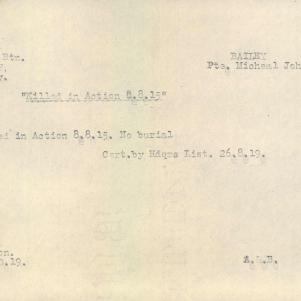 Btn. BAILEY
Pte. Micheal Joh
"Killed in Action 8.8.15"
in Action 8.8.15. No burial
Cert.by Hdqrs List. 26.8.19.
on.
.19. A.L.B.